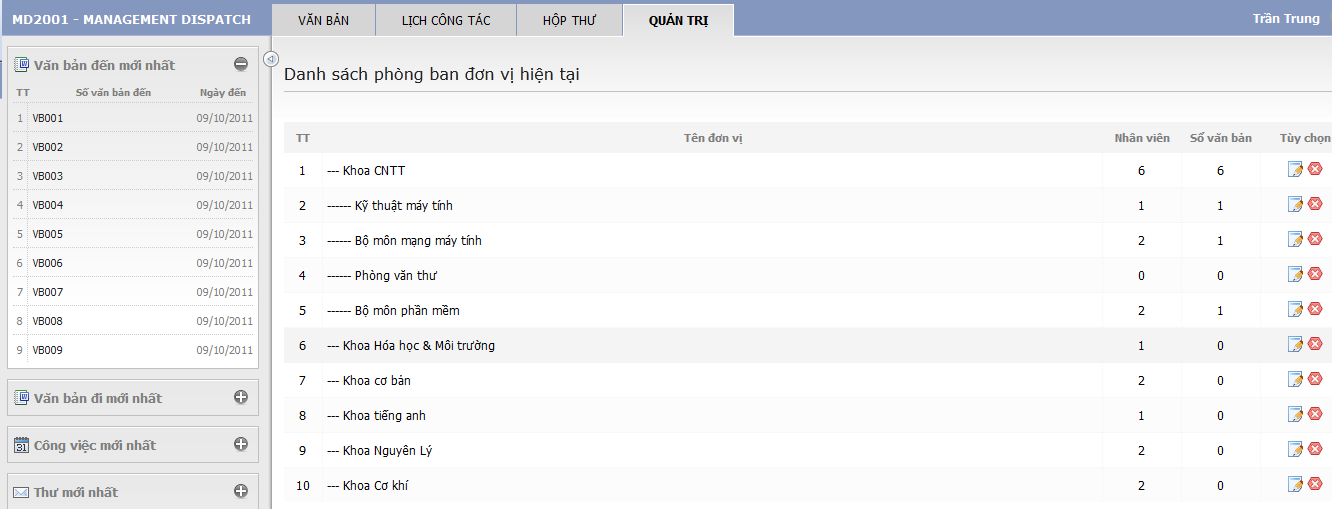 MD2001 - MANAGEMENT DISPATCH
VĂN BẢN LỊCH CÔNG TÁC HỘP THƯ QUẢN TRỊ
Trần Trung
Văn bản đến mới nhất
TT Số văn bản đến Ngày đến
1 VB001 09/10/2011
2 VB002 09/10/2011
3 VB003 09/10/2011
4 VB004 09/10/2011
5 VB005 09/10/2011
6 VB006 09/10/2011
7 VB007 09/10/2011
8 VB008 09/10/2011
9 VB009 09/10/2011
Văn bản đi mới nhất
31 Công việc mới nhất
Thư mới nhất
Danh sách phòng ban đơn vị hiện tại
TT Tên đơn vị Nhân viên Số văn bản Tùy chọn
1 --- Khoa CNTT 6 6
2 ------ Kỹ thuật máy tính 1 1
3 ------ Bộ môn mạng máy tính 2 1
4 ------ Phòng văn thư 0 0
5 ------ Bộ môn phần mềm 2 1
6 --- Khoa Hóa học & Môi trường 1 0
7 --- Khoa cơ bản 2 0
8 --- Khoa tiếng anh 1 0
9 --- Khoa Nguyên Lý 2 0
10 --- Khoa Cơ khí 2 0